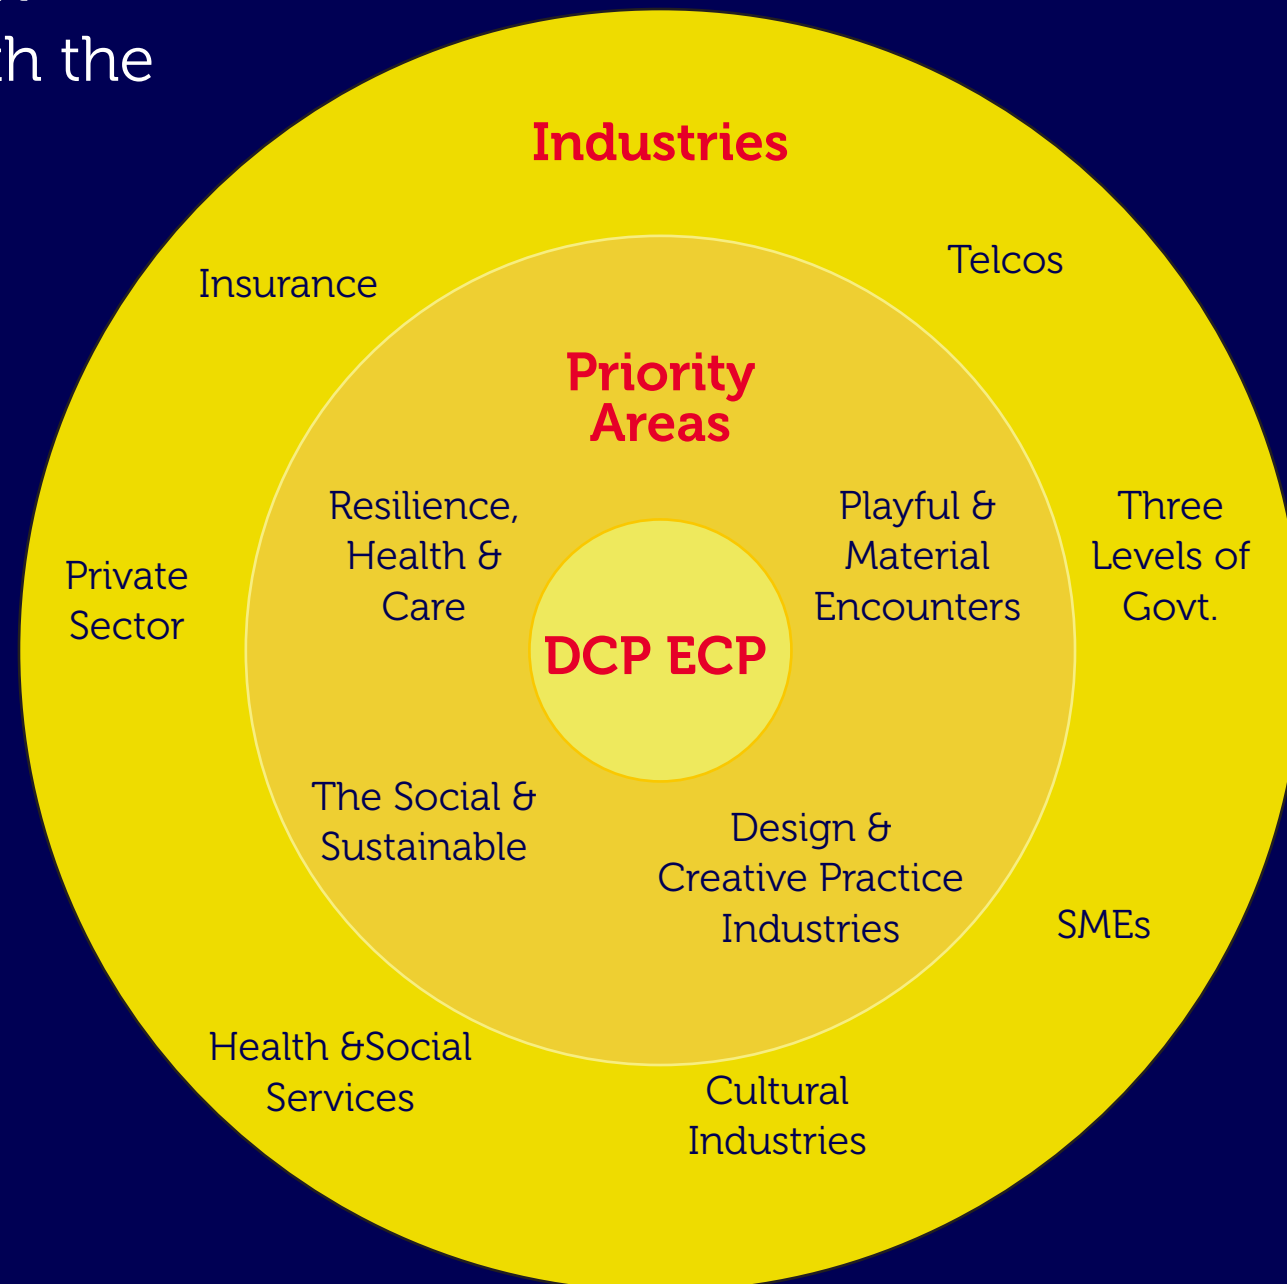 the
Industries
Telcos
Insurance
Priority
Areas
Resilience,
Health &
Care
Playful &
Material
Encounters
Three
Levels of
Govt.
Private
Sector
DCP ECP
The Social &
Sustainable
Design &
Creative Practice
Industries
SMEs
Health &Social
Services
Cultural
Industries